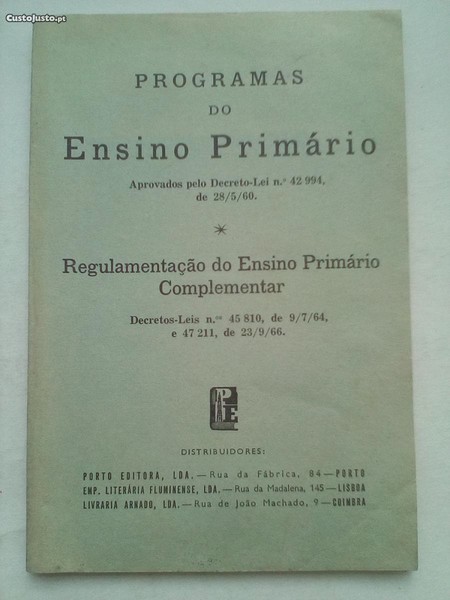 CustoJusto.pt
PROGRAMAS
DO
Ensino Primário
Aprovados pelo Decreto-Lei n.º 42 994,
de 28/5/60.
*
Regulamentação do Ensino Primário
Complementar
Decretos-Leis n.ºs 45 810, de 9/7/64,
e 47 211, de 23/9/66.
PE
DISTRIBUIDORES:
PORTO EDITORA, LDA. — Rua da Fábrica, 84 — PORTO
EMP. LITERÁRIA FLUMINENSE, LDA. — Rua da Madalena, 145 — LISBOA
LIVRARIA ARNADO, LDA. — Rua de João Machado, 9 — COIMBRA